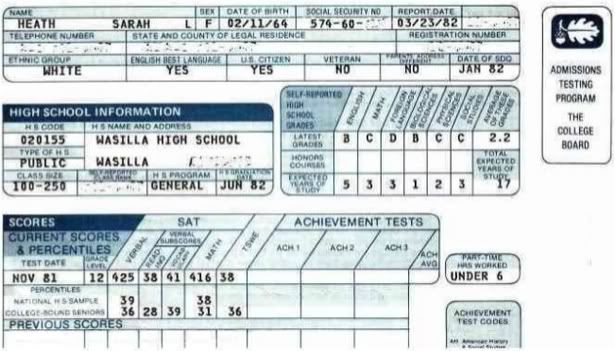 NAME SEX DATE OF BIRTH SOCIAL SECURITY NO REPORT DATE
HEATH SARAH L F 02/11/64 574-60- 03/23/82
TELEPHONE NUMBER STATE AND COUNTY OF LEGAL RESIDENCE REGISTRATION NUMBER
ETHNIC GROUP ENGLISH BEST LANGUAGE U.S. CITIZEN VETERAN PARENTS ADDRESS DIFFERENT DATE OF SDQ
WHITE YES YES NO NO JAN 82
ADMISSIONS
TESTING
PROGRAM
THE
COLLEGE
BOARD
HIGH SCHOOL INFORMATION
H S CODE H S NAME AND ADDRESS
020155 WASILLA HIGH SCHOOL
TYPE OF H S
PUBLIC WASILLA
CLASS SIZE SELF-REPORTED CLASS RANK H S PROGRAM H S GRADUATION DATE
100-250 GENERAL JUN 82
SELF-REPORTED HIGH SCHOOL GRADES ENGLISH MATH FOREIGN LANGUAGE BIOLOGICAL SCIENCES PHYSICAL SCIENCES SOCIAL STUDIES AVERAGE OF THESE GRADES
LATEST GRADES B C B C C 2.2
HONORS COURSES TOTAL EXPECTED YEARS OF STUDY
EXPECTED YEARS OF STUDY 5 3 3 1 2 3 17
SCORES SAT ACHIEVEMENT TESTS
CURRENT SCORES & PERCENTILES VERBAL VERBAL SUBSCORES MATH TSWE ACH 1 ACH 2 ACH 3 ACH AVG
TEST DATE GRADE LEVEL
NOV 81 12 425 38 41 416 38
PERCENTILES
NATIONAL H S SAMPLE 39 38
COLLEGE-BOUND SENIORS 36 28 39 31 36
PREVIOUS SCORES
PART-TIME
HRS WORKED
UNDER 6
ACHIEVEMENT
TEST CODES
AH American History
& Social Studies